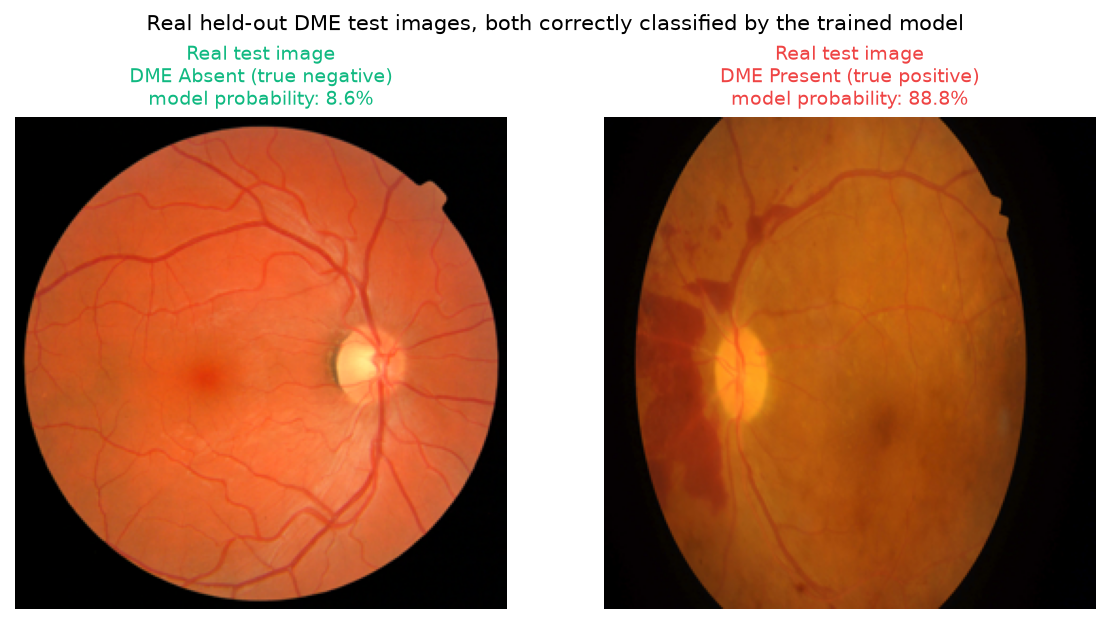 Real held-out DME test images, both correctly classified by the trained model
Real test image
DME Absent (true negative)
model probability: 8.6%
Real test image
DME Present (true positive)
model probability: 88.8%